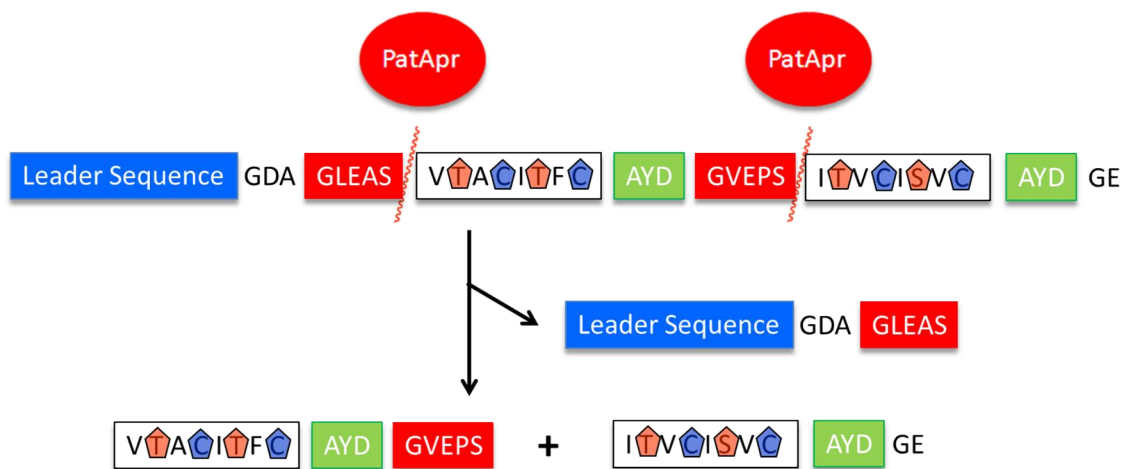 PatApr PatApr
Leader Sequence GDA GLEAS VTACITFC AYD GVEPS ITVCISVC AYD GE
Leader Sequence GDA GLEAS
VTACITFC AYD GVEPS + ITVCISVC AYD GE